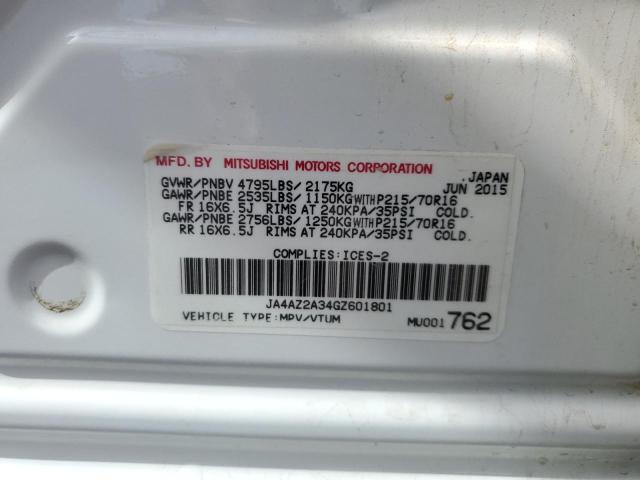 MFD. BY MITSUBISHI MOTORS CORPORATION
JAPAN
GVWR/PNBV 4795LBS/ 2175KG JUN 2015
GAWR/PNBE 2535LBS/ 1150KG WITH P215/70R16
FR 16X6.5J RIMS AT 240KPA/35PSI COLD.
GAWR/PNBE 2756LBS/ 1250KG WITH P215/70R16
RR 16X6.5J RIMS AT 240KPA/35PSI COLD.
COMPLIES:ICES-2
JA4AZ2A34GZ601801
VEHICLE TYPE:MPV/VTUM MU001 762